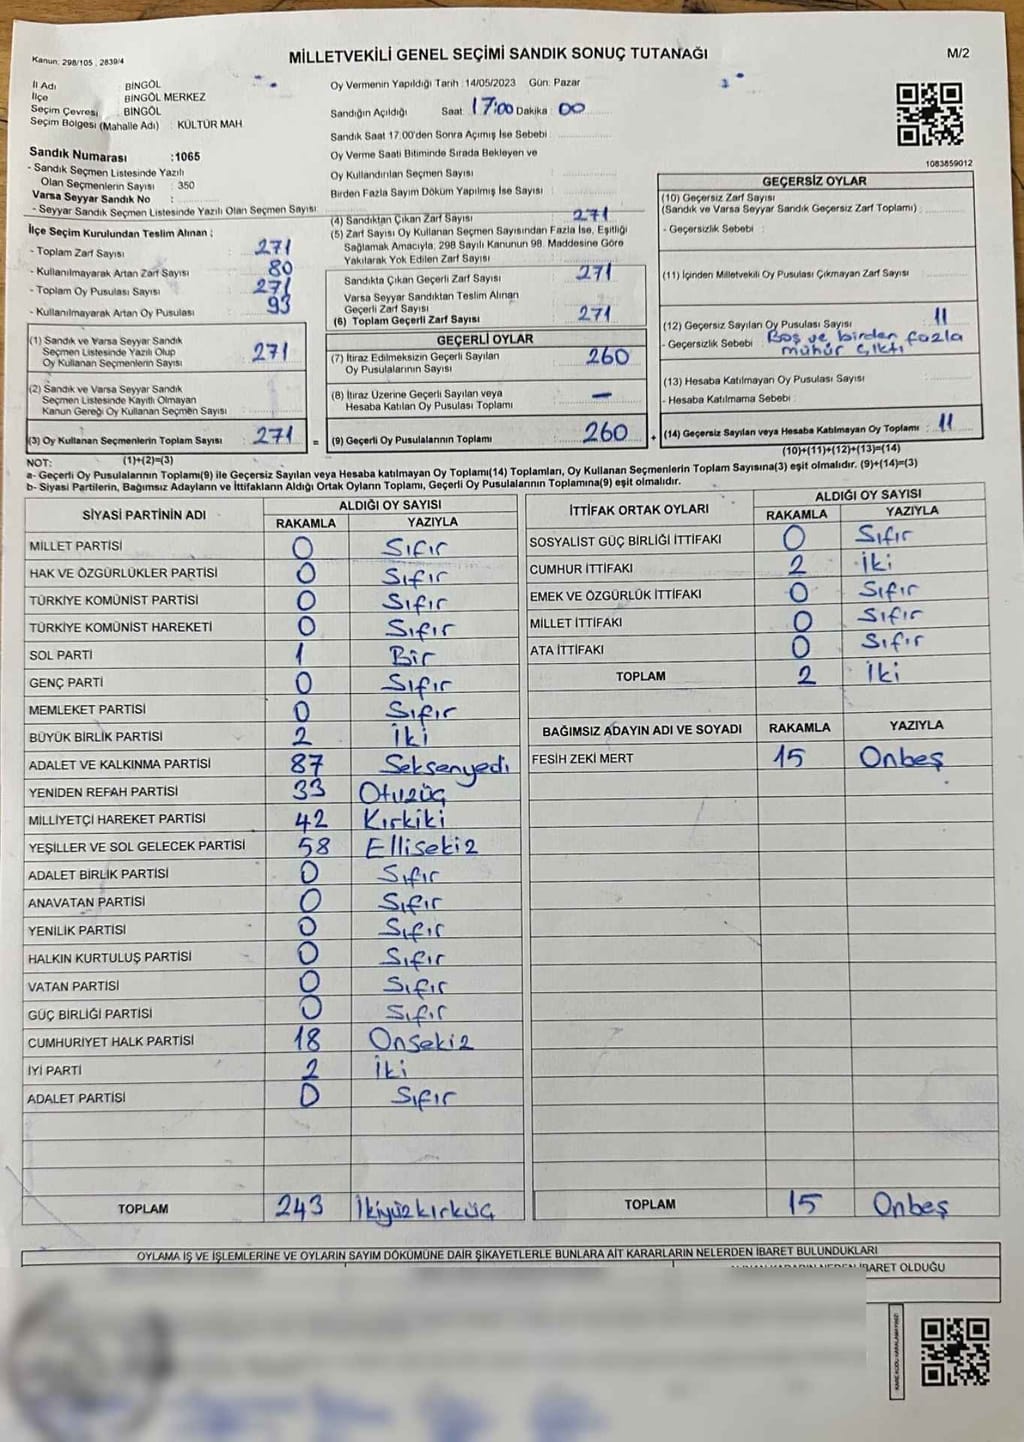 Kanun: 298/105 , 2839/4
MİLLETVEKİLİ GENEL SEÇİMİ SANDIK SONUÇ TUTANAĞI
M/2
İl Adı BİNGÖL
İlçe BİNGÖL MERKEZ
Seçim Çevresi : BİNGÖL
Seçim Bölgesi (Mahalle Adı) : KÜLTÜR MAH
Sandık Numarası :1065
- Sandık Seçmen Listesinde Yazılı
Olan Seçmenlerin Sayısı : 350
Varsa Seyyar Sandık No :
- Seyyar Sandık Seçmen Listesinde Yazılı Olan Seçmen Sayısı
İlçe Seçim Kurulundan Teslim Alınan ;
- Toplam Zarf Sayısı 271
- Kullanılmayarak Artan Zarf Sayısı 80
- Toplam Oy Pusulası Sayısı 271
- Kullanılmayarak Artan Oy Pusulası 93
Oy Vermenin Yapıldığı Tarih : 14/05/2023 Gün: Pazar
Sandığın Açıldığı Saat 17:00 Dakika : 00
Sandık Saat 17.00'den Sonra Açımış İse Sebebi
Oy Verme Saati Bitiminde Sırada Bekleyen ve
Oy Kullandırılan Seçmen Sayısı
Birden Fazla Sayım Döküm Yapılmış İse Sayısı
(4) Sandıktan Çıkan Zarf Sayısı 271
(5) Zarf Sayısı Oy Kullanan Seçmen Sayısından Fazla İse, Eşitliği
Sağlamak Amacıyla, 298 Sayılı Kanunun 98. Maddesine Göre
Yakılarak Yok Edilen Zarf Sayısı
Sandıkta Çıkan Geçerli Zarf Sayısı 271
Varsa Seyyar Sandıktan Teslim Alınan
Geçerli Zarf Sayısı
(6) Toplam Geçerli Zarf Sayısı 271
1083859012
GEÇERSİZ OYLAR
(10) Geçersiz Zarf Sayısı
(Sandık ve Varsa Seyyar Sandık Geçersiz Zarf Toplamı) :
- Geçersizlik Sebebi :
(11) İçinden Milletvekili Oy Pusulası Çıkmayan Zarf Sayısı
(12) Geçersiz Sayılan Oy Pusulası Sayısı 11
- Geçersizlik Sebebi : Boş ve birden fazla
mühür çıktı
(13) Hesaba Katılmayan Oy Pusulası Sayısı
- Hesaba Katılmama Sebebi :
(14) Geçersiz Sayılan veya Hesaba Katılmayan Oy Toplamı : 11
(10)+(11)+(12)+(13)=(14)
(1) Sandık ve Varsa Seyyar Sandık
Seçmen Listesinde Yazılı Olup
Oy Kullanan Seçmenlerin Sayısı 271
(2) Sandık ve Varsa Seyyar Sandık
Seçmen Listesinde Kayıtlı Olmayan
Kanun Gereği Oy Kullanan Seçmen Sayısı
(3) Oy Kullanan Seçmenlerin Toplam Sayısı : 271 =
(1)+(2)=(3)
GEÇERLİ OYLAR
(7) İtiraz Edilmeksizin Geçerli Sayılan
Oy Pusulalarının Sayısı 260
(8) İtiraz Üzerine Geçerli Sayılan veya
Hesaba Katılan Oy Pusulası Toplamı —
(9) Geçerli Oy Pusulalarının Toplamı 260 +
NOT:
a- Geçerli Oy Pusulalarının Toplamı(9) ile Geçersiz Sayılan veya Hesaba katılmayan Oy Toplamı(14) Toplamları, Oy Kullanan Seçmenlerin Toplam Sayısına(3) eşit olmalıdır. (9)+(14)=(3)
b- Siyasi Partilerin, Bağımsız Adayların ve İttifakların Aldığı Ortak Oyların Toplamı, Geçerli Oy Pusulalarının Toplamına(9) eşit olmalıdır.
SİYASİ PARTİNİN ADI ALDIĞI OY SAYISI
RAKAMLA YAZIYLA
MİLLET PARTİSİ 0 Sıfır
HAK VE ÖZGÜRLÜKLER PARTİSİ 0 Sıfır
TÜRKİYE KOMÜNİST PARTİSİ 0 Sıfır
TÜRKİYE KOMÜNİST HAREKETİ 0 Sıfır
SOL PARTİ 1 Bir
GENÇ PARTİ 0 Sıfır
MEMLEKET PARTİSİ 0 Sıfır
BÜYÜK BİRLİK PARTİSİ 2 İki
ADALET VE KALKINMA PARTİSİ 87 Seksenyedi
YENİDEN REFAH PARTİSİ 33 Otuzüç
MİLLİYETÇİ HAREKET PARTİSİ 42 Kırkiki
YEŞİLLER VE SOL GELECEK PARTİSİ 58 Ellisekiz
ADALET BİRLİK PARTİSİ 0 Sıfır
ANAVATAN PARTİSİ 0 Sıfır
YENİLİK PARTİSİ 0 Sıfır
HALKIN KURTULUŞ PARTİSİ 0 Sıfır
VATAN PARTİSİ 0 Sıfır
GÜÇ BİRLİĞİ PARTİSİ 0 Sıfır
CUMHURİYET HALK PARTİSİ 18 Onsekiz
İYİ PARTİ 2 İki
ADALET PARTİSİ 0 Sıfır
TOPLAM 243 İkiyüzkırküç
İTTİFAK ORTAK OYLARI ALDIĞI OY SAYISI
RAKAMLA YAZIYLA
SOSYALİST GÜÇ BİRLİĞİ İTTİFAKI 0 Sıfır
CUMHUR İTTİFAKI 2 İki
EMEK VE ÖZGÜRLÜK İTTİFAKI 0 Sıfır
MİLLET İTTİFAKI 0 Sıfır
ATA İTTİFAKI 0 Sıfır
TOPLAM 2 İki
BAĞIMSIZ ADAYIN ADI VE SOYADI RAKAMLA YAZIYLA
FESİH ZEKİ MERT 15 Onbeş
TOPLAM 15 Onbeş
OYLAMA İŞ VE İŞLEMLERİNE VE OYLARIN SAYIM DÖKÜMÜNE DAİR ŞİKAYETLERLE BUNLARA AİT KARARLARIN NELERDEN İBARET BULUNDUKLARI
İBARET OLDUĞU